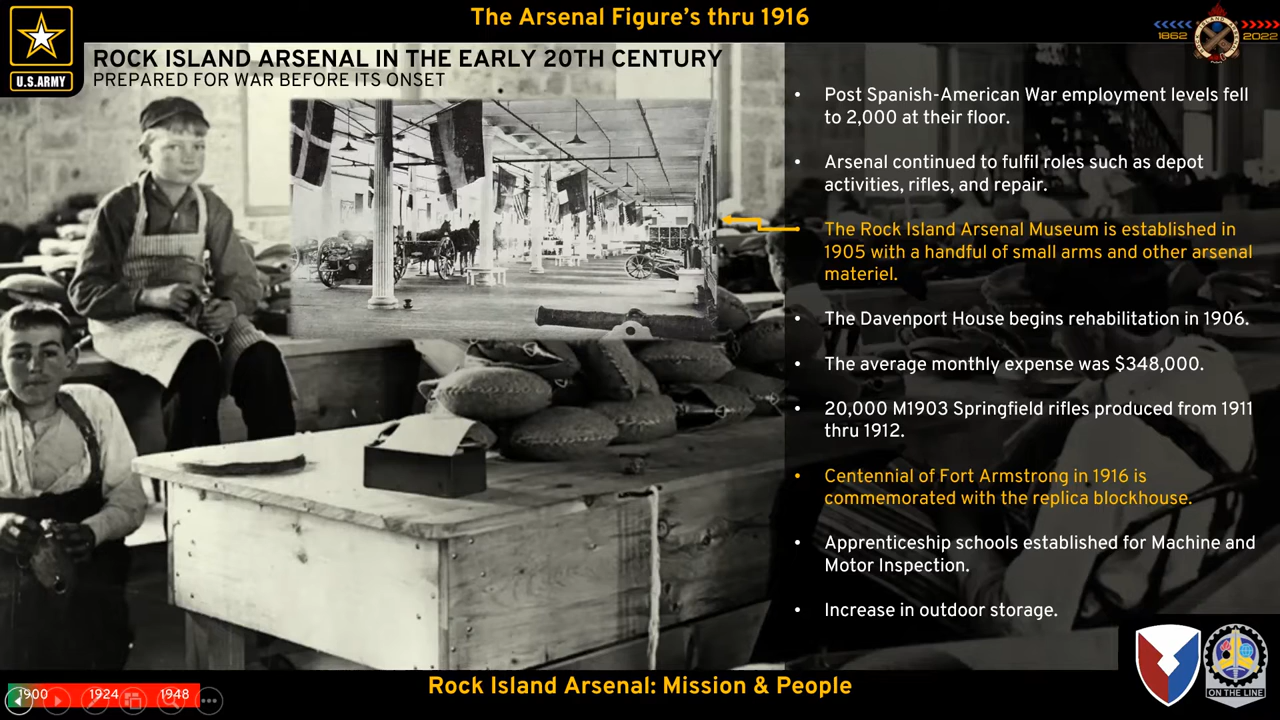 The Arsenal Figure's thru 1916
1862 2022
U.S.ARMY
ROCK ISLAND ARSENAL IN THE EARLY 20TH CENTURY
PREPARED FOR WAR BEFORE ITS ONSET
• Post Spanish-American War employment levels fell
to 2,000 at their floor.
• Arsenal continued to fulfil roles such as depot
activities, rifles, and repair.
• The Rock Island Arsenal Museum is established in
1905 with a handful of small arms and other arsenal
materiel.
• The Davenport House begins rehabilitation in 1906.
• The average monthly expense was $348,000.
• 20,000 M1903 Springfield rifles produced from 1911
thru 1912.
• Centennial of Fort Armstrong in 1916 is
commemorated with the replica blockhouse.
• Apprenticeship schools established for Machine and
Motor Inspection.
• Increase in outdoor storage.
ON THE LINE
1900 1924 1948
Rock Island Arsenal: Mission & People